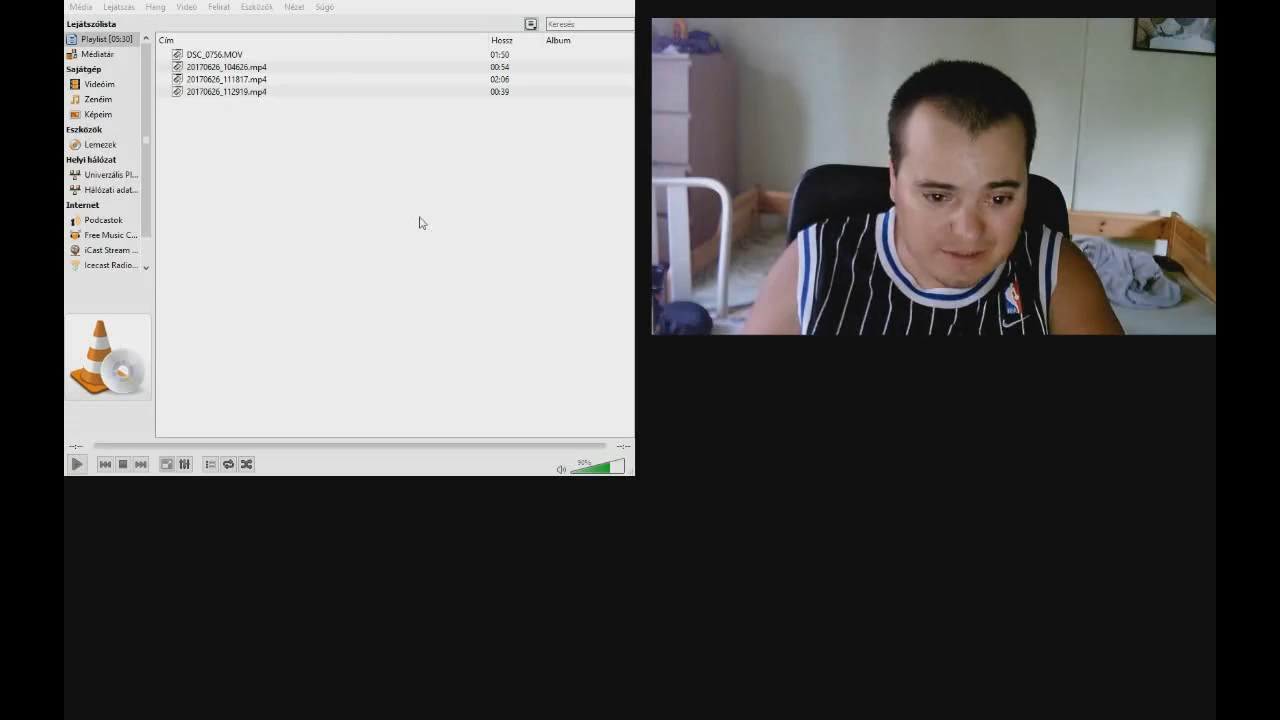 Média Lejátszás Hang Videó Felirat Eszközök Nézet Súgó
Lejátszólista
Keresés
Playlist [05:30]
Cím Hossz Album
Médiatár
DSC_0756.MOV 01:50
20170626_104626.mp4 00:54
20170626_111817.mp4 02:06
20170626_112919.mp4 00:39
Sajátgép
Videóim
Zenéim
Képeim
Eszközök
Lemezek
Helyi hálózat
Univerzális Pl...
Hálózati adat...
Internet
Podcastok
Free Music C...
iCast Stream ...
Icecast Radio...
--:-- --:--
90%